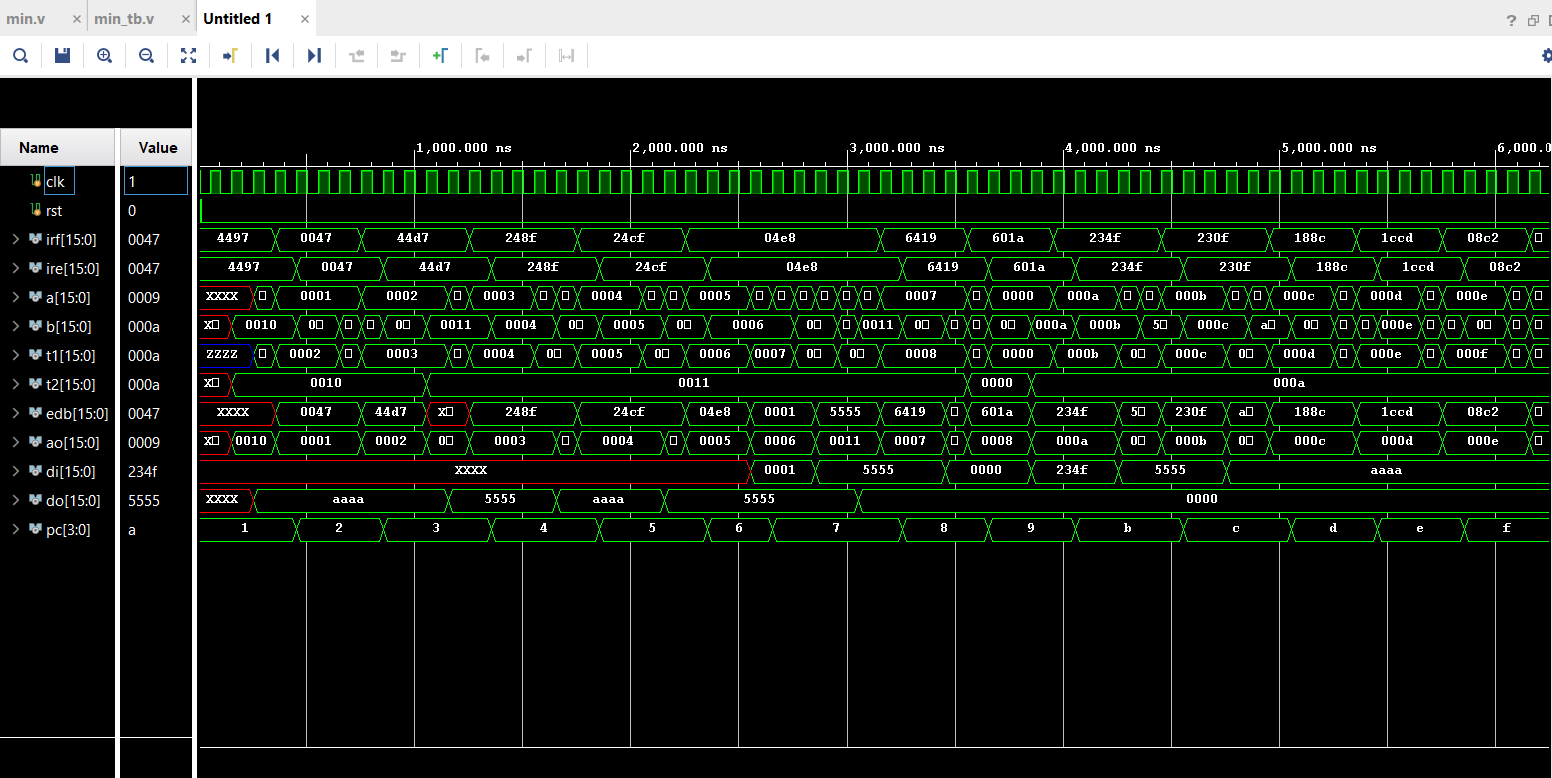 min.v × min_tb.v × Untitled 1 ×
?
Name Value
1,000.000 ns 2,000.000 ns 3,000.000 ns 4,000.000 ns 5,000.000 ns 6,000.0
clk 1
rst 0
irf[15:0] 0047 4497 0047 44d7 248f 24cf 04e8 6419 601a 234f 230f 188c 1ccd 08c2
ire[15:0] 0047 4497 0047 44d7 248f 24cf 04e8 6419 601a 234f 230f 188c 1ccd 08c2
a[15:0] 0009 XXXX 0001 0002 0003 0004 0005 0007 0000 000a 000b 000c 000d 000e
b[15:0] 000a X 0010 0 0 0011 0004 0 0005 0 0006 0 0011 0 0 000a 000b 5 000c a 0 000e 0
t1[15:0] 000a ZZZZ 0002 0003 0004 0 0005 0 0006 0007 0 0 0008 0000 000b 0 000c 0 000d 000e 000f
t2[15:0] 000a X 0010 0011 0000 000a
edb[15:0] 0047 XXXX 0047 44d7 X 248f 24cf 04e8 0001 5555 6419 601a 234f 5 230f a 188c 1ccd 08c2
ao[15:0] 0009 X 0010 0001 0002 0 0003 0004 0005 0006 0011 0007 0008 000a 0 000b 0 000c 000d 000e
di[15:0] 234f XXXX 0001 5555 0000 234f 5555 aaaa
do[15:0] 5555 XXXX aaaa 5555 aaaa 5555 0000
pc[3:0] a 1 2 3 4 5 6 7 8 9 b c d e f